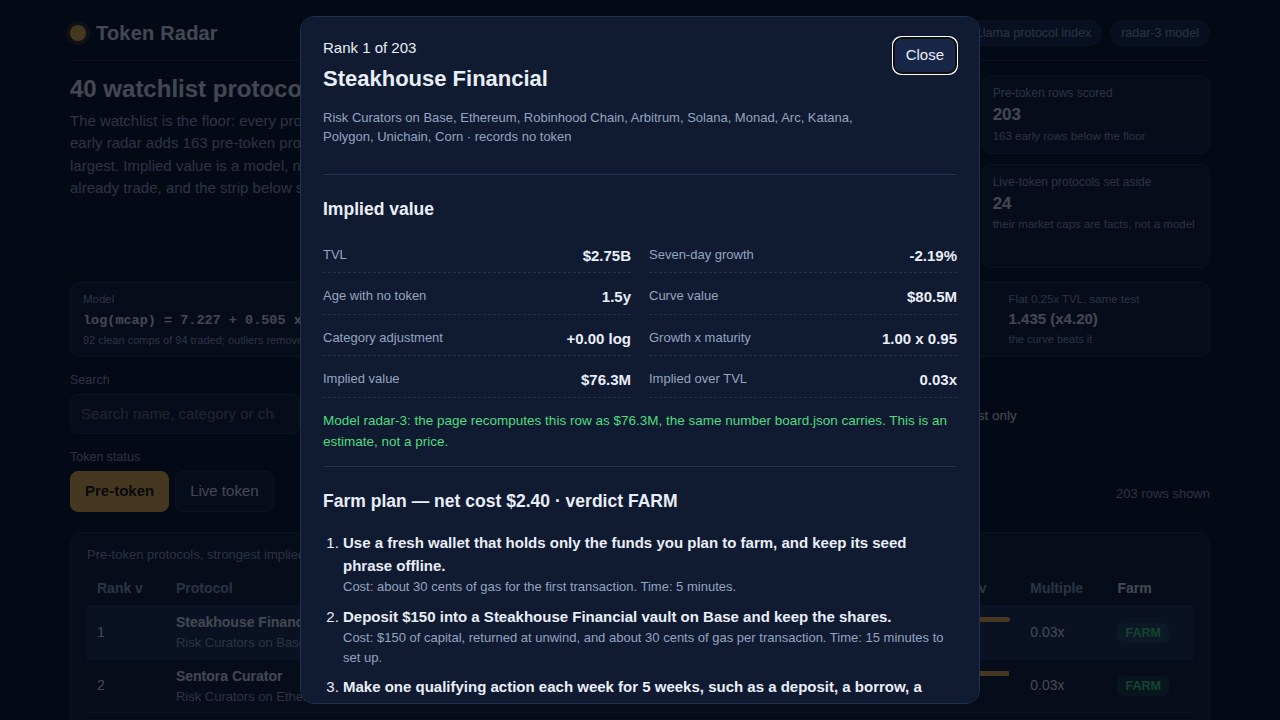 Token Radar
Llama protocol index
radar-3 model
40 watchlist protoco
The watchlist is the floor: every pro
early radar adds 163 pre-token pro
largest. Implied value is a model, n
already trade, and the strip below s
Pre-token rows scored
203
163 early rows below the floor
Live-token protocols set aside
24
their market caps are facts, not a model
Model
log(mcap) = 7.227 + 0.505 x
92 clean comps of 94 traded; outliers remove
Flat 0.25x TVL, same test
1.435 (x4.20)
the curve beats it
Search
Search name, category or ch
st only
Token status
Pre-token
Live token
203 rows shown
Pre-token protocols, strongest implied
Rank v
Protocol
v
Multiple
Farm
1
Steakhouse Financ
Risk Curators on Bas
0.03x
FARM
2
Sentora Curator
Risk Curators on Ethe
0.03x
FARM
Rank 1 of 203
Close
Steakhouse Financial
Risk Curators on Base, Ethereum, Robinhood Chain, Arbitrum, Solana, Monad, Arc, Katana,
Polygon, Unichain, Corn · records no token
Implied value
TVL $2.75B Seven-day growth -2.19%
Age with no token 1.5y Curve value $80.5M
Category adjustment +0.00 log Growth x maturity 1.00 x 0.95
Implied value $76.3M Implied over TVL 0.03x
Model radar-3: the page recomputes this row as $76.3M, the same number board.json carries. This is an
estimate, not a price.
Farm plan — net cost $2.40 · verdict FARM
1. Use a fresh wallet that holds only the funds you plan to farm, and keep its seed
phrase offline.
Cost: about 30 cents of gas for the first transaction. Time: 5 minutes.
2. Deposit $150 into a Steakhouse Financial vault on Base and keep the shares.
Cost: $150 of capital, returned at unwind, and about 30 cents of gas per transaction. Time: 15 minutes to
set up.
3. Make one qualifying action each week for 5 weeks, such as a deposit, a borrow, a